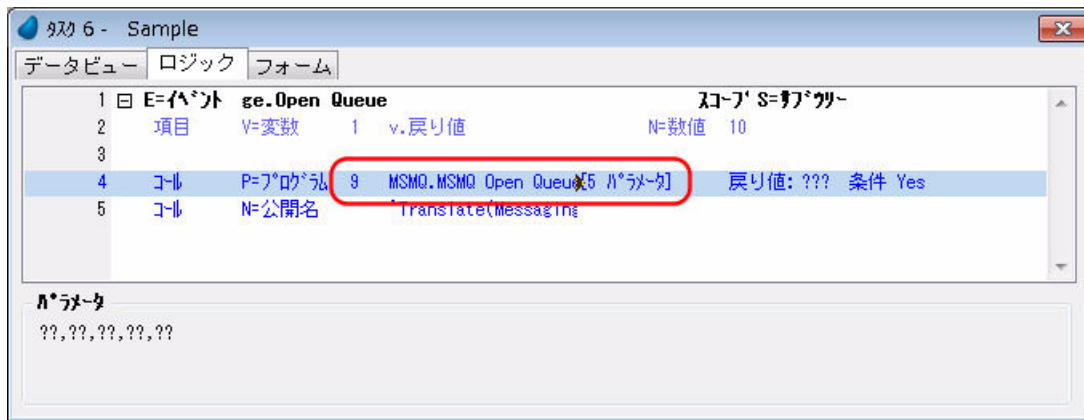 タスク 6 - Sample
データビュー ロジック フォーム
1 E=イベント ge.Open Queue スコープ S=サブツリー
2 項目 V=変数 1 v.戻り値 N=数値 10
3
4 コール P=プログラム 9 MSMQ.MSMQ Open Queue[5 パラメータ] 戻り値: ??? 条件 Yes
5 コール N=公開名 'Translate(Messaging
パラメータ
??,??,??,??,??